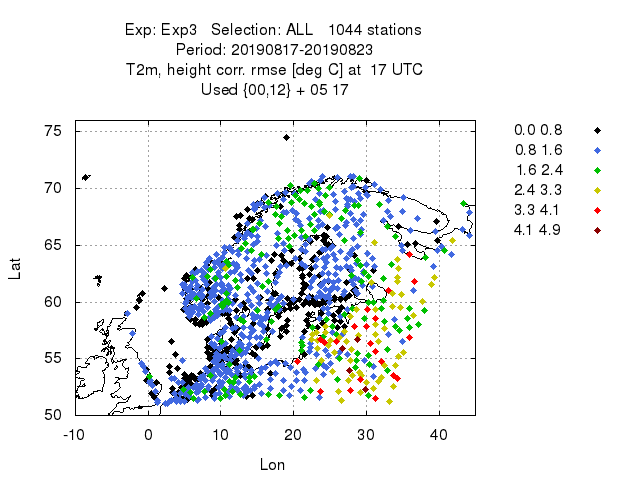 Exp: Exp3   Selection: ALL   1044 stations
Period: 20190817-20190823
T2m, height corr. rmse [deg C] at  17 UTC
Used {00,12} + 05 17
0.0 0.8
0.8 1.6
1.6 2.4
2.4 3.3
3.3 4.1
4.1 4.9
75
70
65
60
55
50
Lat
-10 0 10 20 30 40
Lon